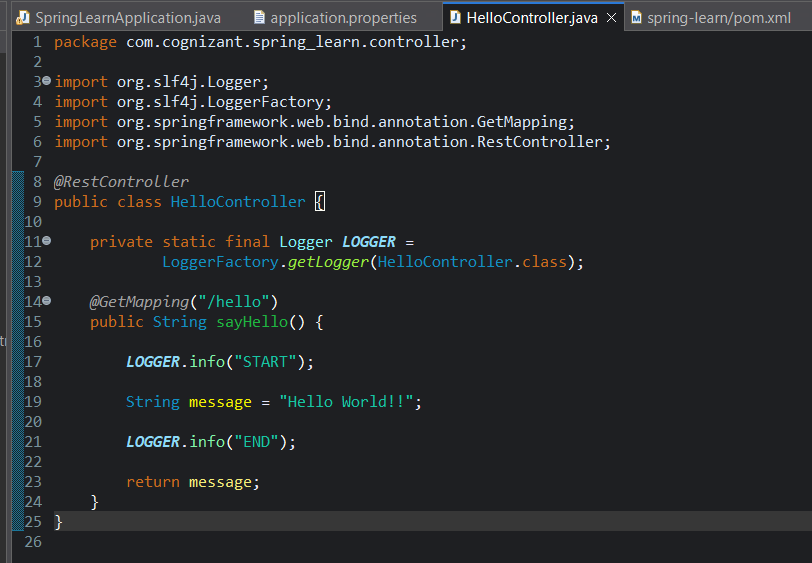 SpringLearnApplication.java application.properties HelloController.java spring-learn/pom.xml
1 package com.cognizant.spring_learn.controller;
2
3 import org.slf4j.Logger;
4 import org.slf4j.LoggerFactory;
5 import org.springframework.web.bind.annotation.GetMapping;
6 import org.springframework.web.bind.annotation.RestController;
7
8 @RestController
9 public class HelloController {
10
11     private static final Logger LOGGER =
12             LoggerFactory.getLogger(HelloController.class);
13
14     @GetMapping("/hello")
15     public String sayHello() {
16
17         LOGGER.info("START");
18
19         String message = "Hello World!!";
20
21         LOGGER.info("END");
22
23         return message;
24     }
25 }
26